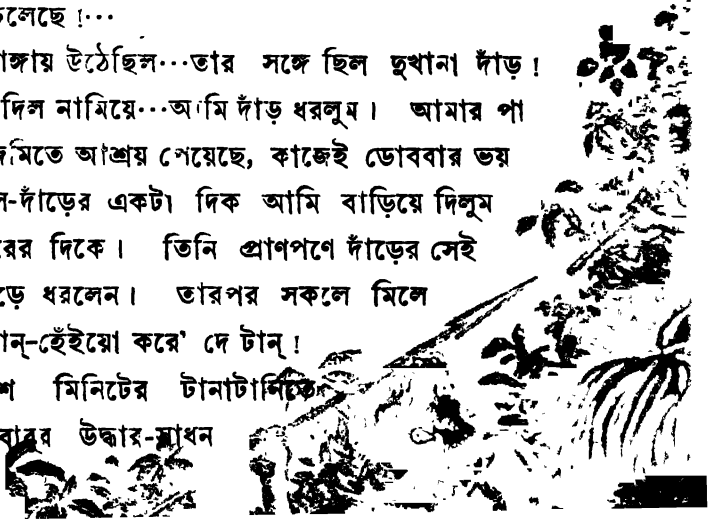 চলেছে !···
উঠেছিল···তার সঙ্গে ছিল দুখানা দাঁড় !
দিল নামিয়ে···আমি দাঁড় ধরলুম । আমার পা
আশ্রয় পেয়েছে, কাজেই ডোববার ভয়
-দাঁড়ের একটা দিক আমি বাড়িয়ে দিলুম
দিকে । তিনি প্রাণপণে দাঁড়ের সেই
ধরলেন । তারপর সকলে মিলে
-হেঁইয়ো করে' দে টান্ !
মিনিটের টানাটানিতে
উদ্ধার-সাধন